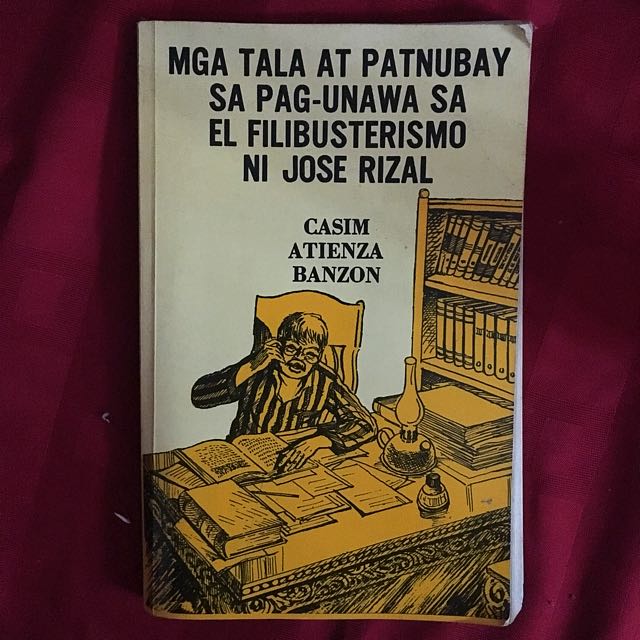 MGA TALA AT PATNUBAY
SA PAG-UNAWA SA
EL FILIBUSTERISMO
NI JOSE RIZAL
CASIM
ATIENZA
BANZON